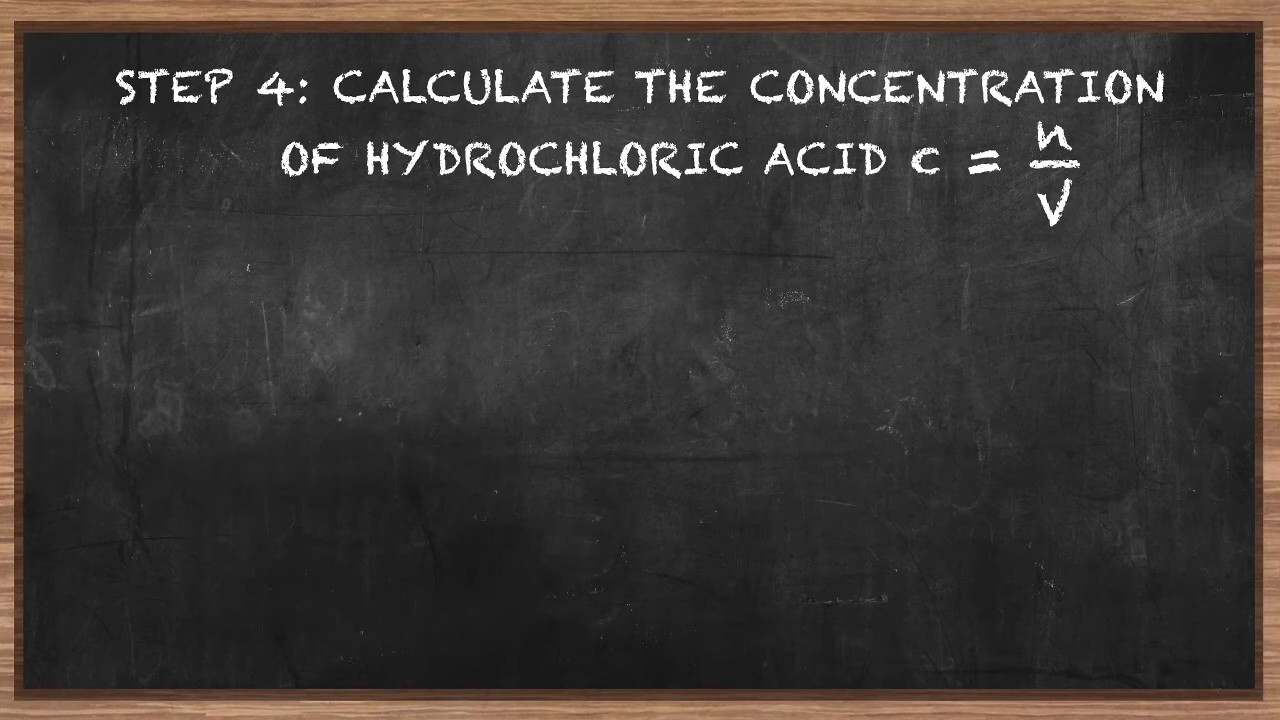 STEP 4: CALCULATE THE CONCENTRATION
OF HYDROCHLORIC ACID c = n/V